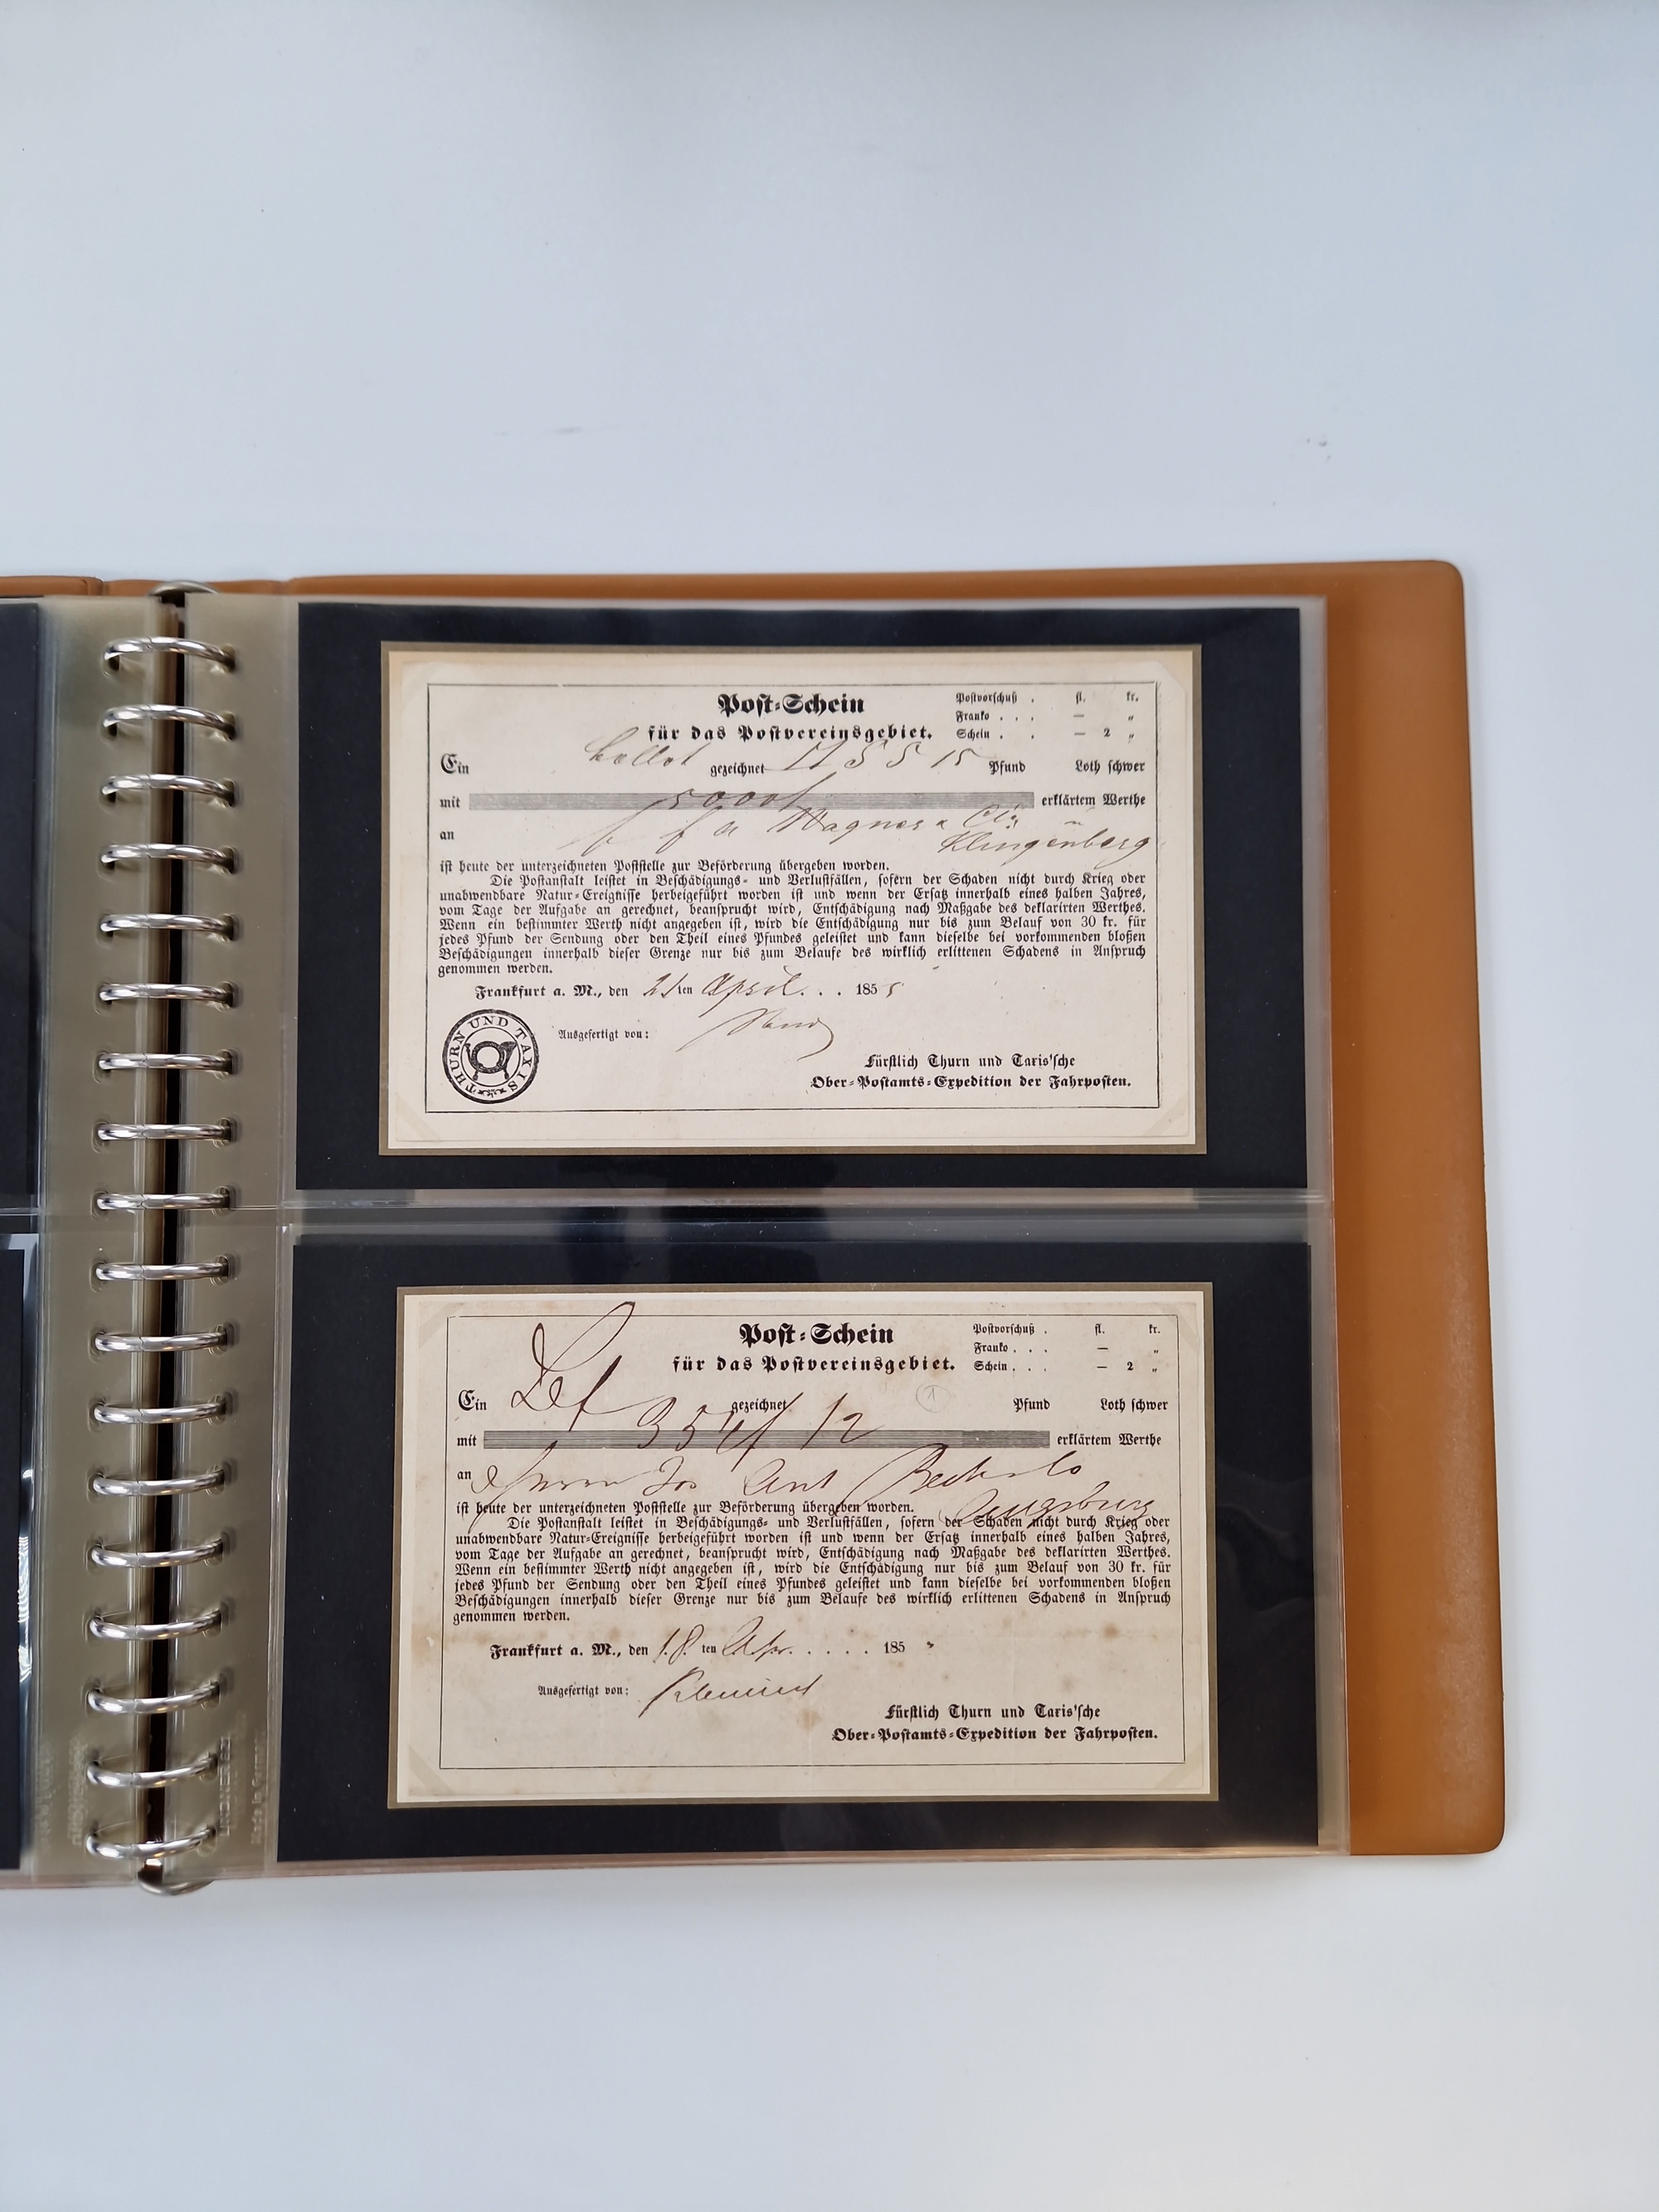 Post-Schein
für das Postvereinsgebiet.
Postvorschuß . fl. kr.
Franko . . . — „
Schein . . — 2 „
Ein gezeichnet Pfund Loth schwer
mit 5000f erklärtem Werthe
an Wagner & Cie
Klingenberg
ist heute der unterzeichneten Poststelle zur Beförderung übergeben worden.
Die Postanstalt leistet in Beschädigungs- und Verlustfällen, sofern der Schaden nicht durch Krieg oder
unabwendbare Natur-Ereignisse herbeigeführt worden ist und wenn der Ersatz innerhalb eines halben Jahres,
vom Tage der Aufgabe an gerechnet, beansprucht wird, Entschädigung nach Maßgabe des deklarirten Werthes.
Wenn ein bestimmter Werth nicht angegeben ist, wird die Entschädigung nur bis zum Belauf von 30 kr. für
jedes Pfund der Sendung oder den Theil eines Pfundes geleistet und kann dieselbe bei vorkommenden bloßen
Beschädigungen innerhalb dieser Grenze nur bis zum Belaufe des wirklich erlittenen Schadens in Anspruch
genommen werden.
Frankfurt a. M., den 21ten April. . . 1855
Ausgefertigt von:
THURN UND TAXIS
Fürstlich Thurn und Taxis'sche
Ober-Postamts-Expedition der Fahrposten.
Post-Schein
für das Postvereinsgebiet.
Postvorschuß . fl. kr.
Franko . . . — „
Schein . . . — 2 „
Ein gezeichnet Pfund Loth schwer
mit 354f 12 erklärtem Werthe
an Herrn Jos Ant
Augsburg
ist heute der unterzeichneten Poststelle zur Beförderung übergeben worden.
Die Postanstalt leistet in Beschädigungs- und Verlustfällen, sofern der Schaden nicht durch Krieg oder
unabwendbare Natur-Ereignisse herbeigeführt worden ist und wenn der Ersatz innerhalb eines halben Jahres,
vom Tage der Aufgabe an gerechnet, beansprucht wird, Entschädigung nach Maßgabe des deklarirten Werthes.
Wenn ein bestimmter Werth nicht angegeben ist, wird die Entschädigung nur bis zum Belauf von 30 kr. für
jedes Pfund der Sendung oder den Theil eines Pfundes geleistet und kann dieselbe bei vorkommenden bloßen
Beschädigungen innerhalb dieser Grenze nur bis zum Belaufe des wirklich erlittenen Schadens in Anspruch
genommen werden.
Frankfurt a. M., den 18.ten Apr. . . . . 185
Ausgefertigt von:
Fürstlich Thurn und Taxis'sche
Ober-Postamts-Expedition der Fahrposten.